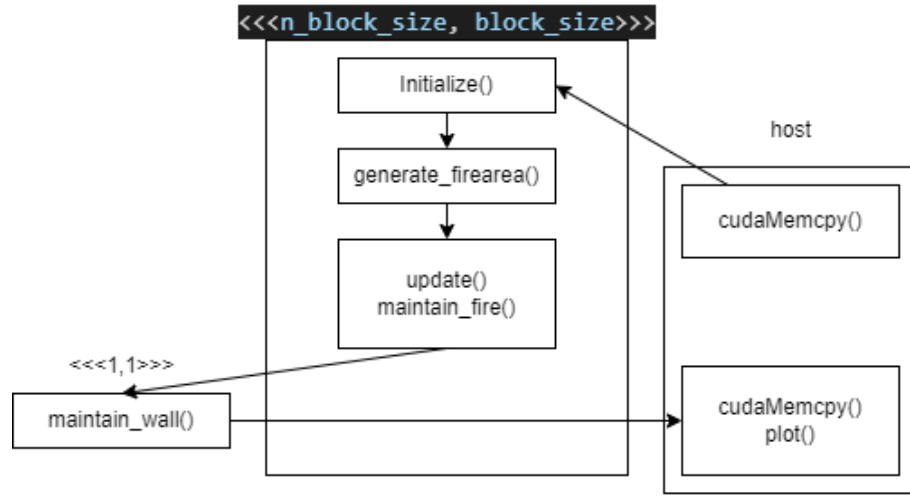 <<<n_block_size, block_size>>>
Initialize()
host
generate_firearea()
cudaMemcpy()
update()
maintain_fire()
<<<1,1>>>
maintain_wall()
cudaMemcpy()
plot()